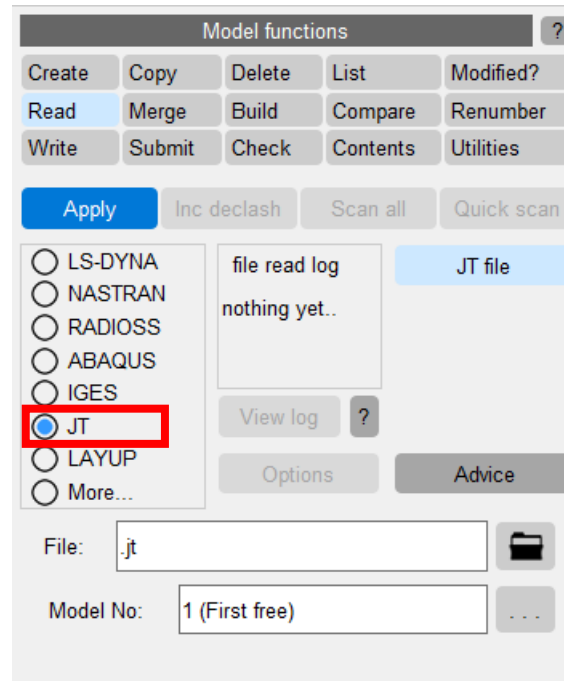 Model functions ?
Create Copy Delete List Modified?
Read Merge Build Compare Renumber
Write Submit Check Contents Utilities
Apply Inc declash Scan all Quick scan
LS-DYNA
NASTRAN
RADIOSS
ABAQUS
IGES
JT
LAYUP
More...
file read log
nothing yet..
JT file
View log ?
Options Advice
File: .jt
Model No: 1 (First free) ...